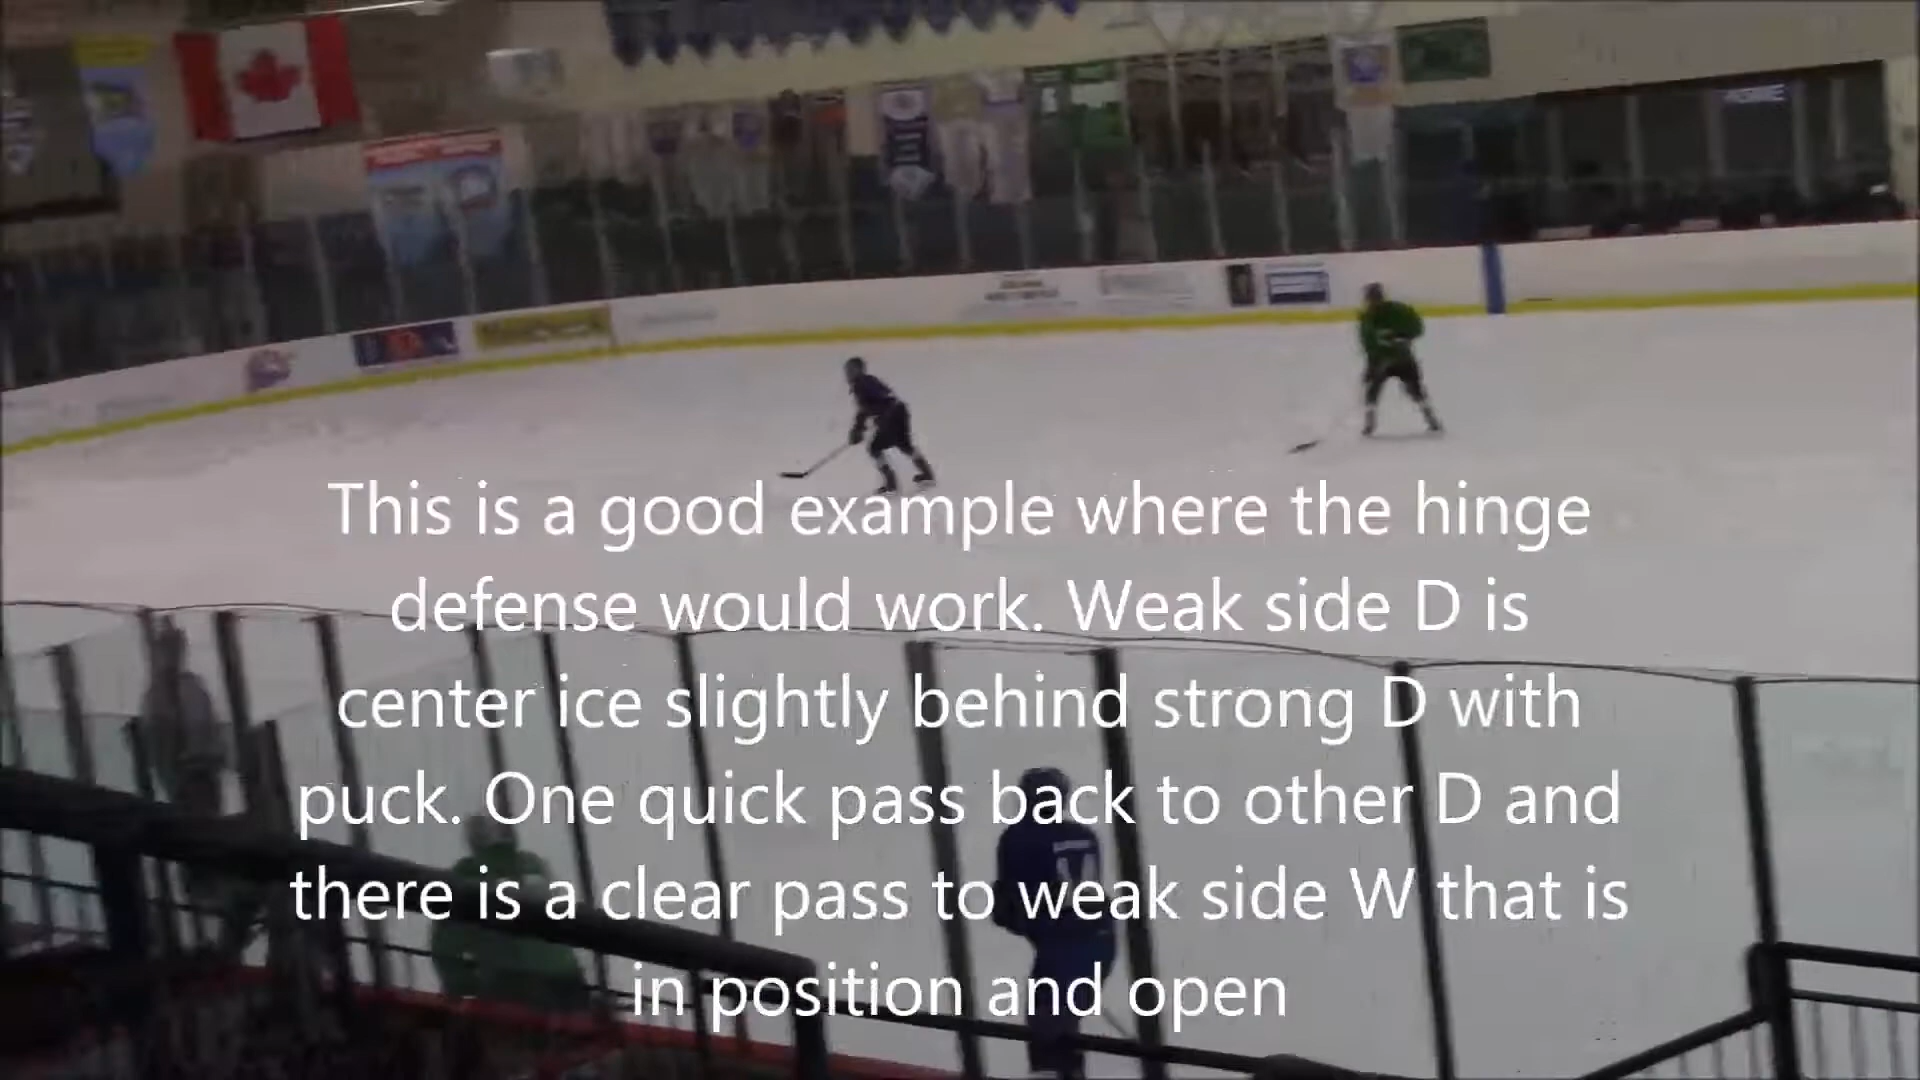 HOME
This is a good example where the hinge
defense would work. Weak side D is
center ice slightly behind strong D with
puck. One quick pass back to other D and
there is a clear pass to weak side W that is
in position and open
14